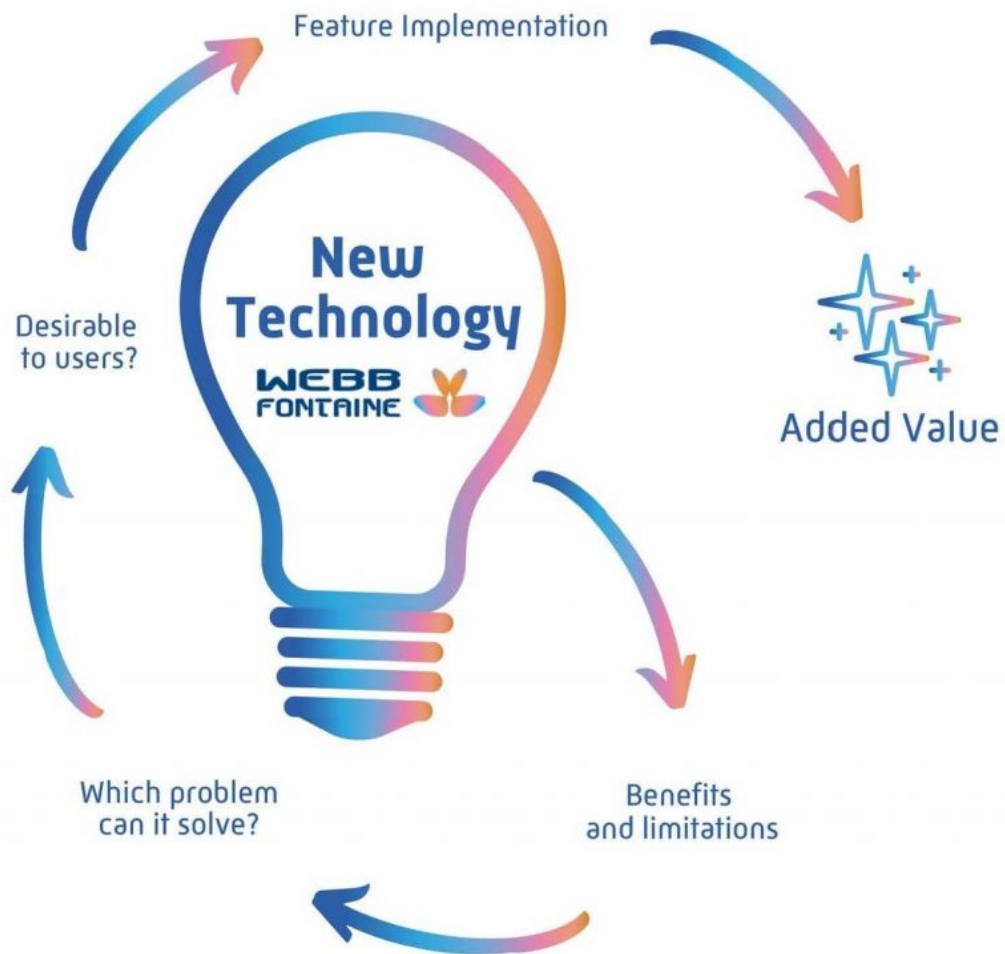 Feature Implementation
New
Technology
WEBB
FONTAINE
Desirable
to users?
Added Value
Which problem
can it solve?
Benefits
and limitations